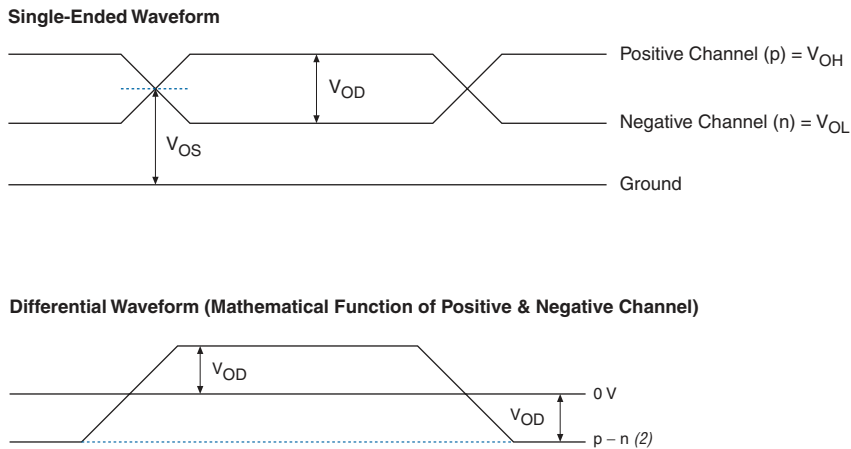 Single-Ended Waveform
Positive Channel (p) = VOH
VOD
Negative Channel (n) = VOL
VOS
Ground
Differential Waveform (Mathematical Function of Positive & Negative Channel)
VOD
0 V
VOD
p – n (2)